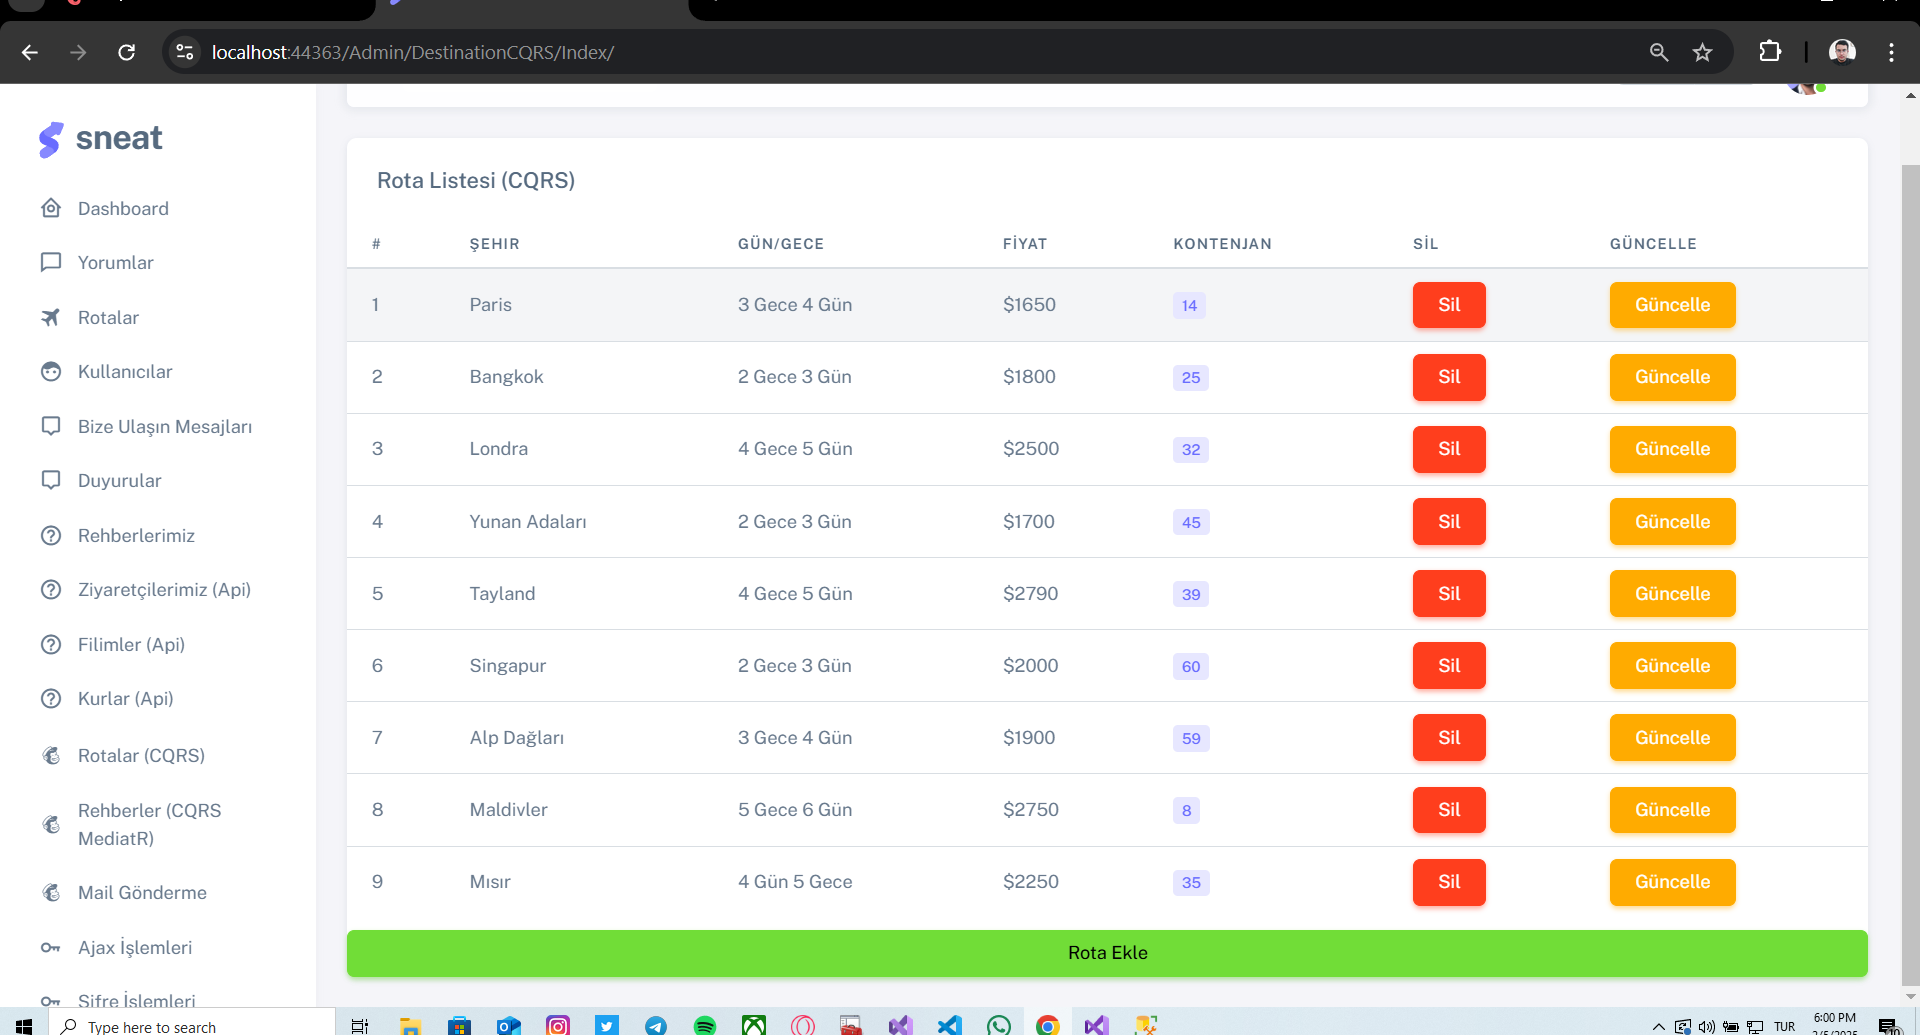 localhost:44363/Admin/DestinationCQRS/Index/
sneat
Dashboard
Yorumlar
Rotalar
Kullanıcılar
Bize Ulaşın Mesajları
Duyurular
Rehberlerimiz
Ziyaretçilerimiz (Api)
Filimler (Api)
Kurlar (Api)
Rotalar (CQRS)
Rehberler (CQRS
MediatR)
Mail Gönderme
Ajax İşlemleri
Şifre İşlemleri
Rota Listesi (CQRS)
# ŞEHIR GÜN/GECE FİYAT KONTENJAN SİL GÜNCELLE
1 Paris 3 Gece 4 Gün $1650 14 Sil Güncelle
2 Bangkok 2 Gece 3 Gün $1800 25 Sil Güncelle
3 Londra 4 Gece 5 Gün $2500 32 Sil Güncelle
4 Yunan Adaları 2 Gece 3 Gün $1700 45 Sil Güncelle
5 Tayland 4 Gece 5 Gün $2790 39 Sil Güncelle
6 Singapur 2 Gece 3 Gün $2000 60 Sil Güncelle
7 Alp Dağları 3 Gece 4 Gün $1900 59 Sil Güncelle
8 Maldivler 5 Gece 6 Gün $2750 8 Sil Güncelle
9 Mısır 4 Gün 5 Gece $2250 35 Sil Güncelle
Rota Ekle
Type here to search
TUR
6:00 PM